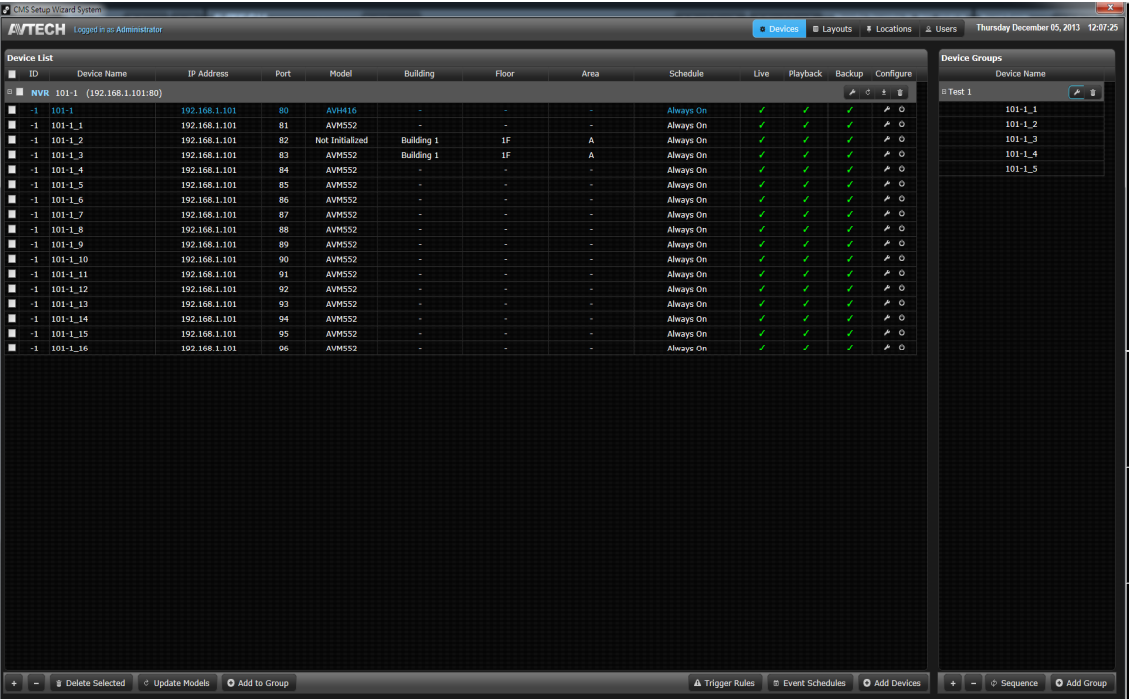 CMS Setup Wizard System
AVTECH Logged in as Administrator Devices Layouts Locations Users Thursday December 05, 2013 12:07:25
Device List
ID Device Name IP Address Port Model Building Floor Area Schedule Live Playback Backup Configure
NVR 101-1 (192.168.1.101:80)
-1 101-1 192.168.1.101 80 AVH416 - - - Always On ✓ ✓ ✓
-1 101-1_1 192.168.1.101 81 AVM552 - - - Always On ✓ ✓ ✓
-1 101-1_2 192.168.1.101 82 Not Initialized Building 1 1F A Always On ✓ ✓ ✓
-1 101-1_3 192.168.1.101 83 AVM552 Building 1 1F A Always On ✓ ✓ ✓
-1 101-1_4 192.168.1.101 84 AVM552 - - - Always On ✓ ✓ ✓
-1 101-1_5 192.168.1.101 85 AVM552 - - - Always On ✓ ✓ ✓
-1 101-1_6 192.168.1.101 86 AVM552 - - - Always On ✓ ✓ ✓
-1 101-1_7 192.168.1.101 87 AVM552 - - - Always On ✓ ✓ ✓
-1 101-1_8 192.168.1.101 88 AVM552 - - - Always On ✓ ✓ ✓
-1 101-1_9 192.168.1.101 89 AVM552 - - - Always On ✓ ✓ ✓
-1 101-1_10 192.168.1.101 90 AVM552 - - - Always On ✓ ✓ ✓
-1 101-1_11 192.168.1.101 91 AVM552 - - - Always On ✓ ✓ ✓
-1 101-1_12 192.168.1.101 92 AVM552 - - - Always On ✓ ✓ ✓
-1 101-1_13 192.168.1.101 93 AVM552 - - - Always On ✓ ✓ ✓
-1 101-1_14 192.168.1.101 94 AVM552 - - - Always On ✓ ✓ ✓
-1 101-1_15 192.168.1.101 95 AVM552 - - - Always On ✓ ✓ ✓
-1 101-1_16 192.168.1.101 96 AVM552 - - - Always On ✓ ✓ ✓
+ - Delete Selected Update Models Add to Group Trigger Rules Event Schedules Add Devices
Device Groups
Device Name
Test 1
101-1_1
101-1_2
101-1_3
101-1_4
101-1_5
+ - Sequence Add Group